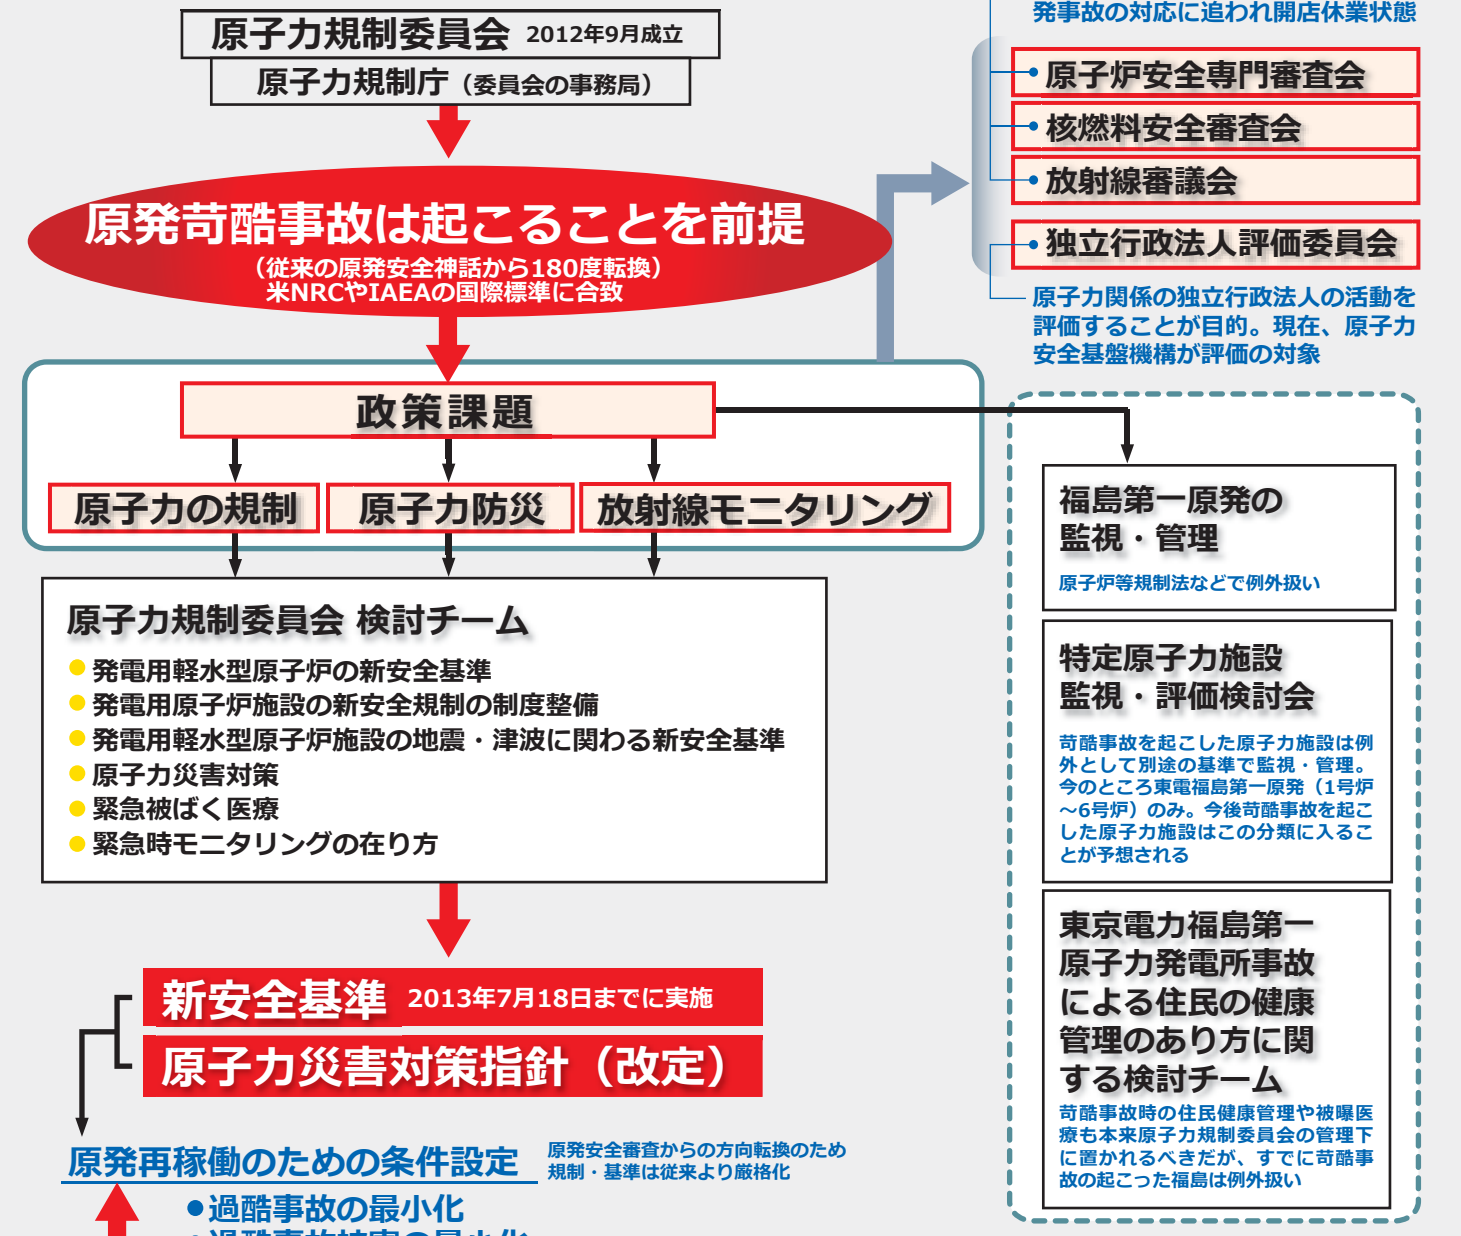 原子力規制委員会 2012年9月成立
原子力規制庁（委員会の事務局）
原発苛酷事故は起こることを前提
（従来の原発安全神話から180度転換）
米NRCやIAEAの国際標準に合致
発事故の対応に追われ開店休業状態
原子炉安全専門審査会
核燃料安全審査会
放射線審議会
独立行政法人評価委員会
原子力関係の独立行政法人の活動を
評価することが目的。現在、原子力
安全基盤機構が評価の対象
政策課題
原子力の規制
原子力防災
放射線モニタリング
原子力規制委員会 検討チーム
●発電用軽水型原子炉の新安全基準
●発電用原子炉施設の新安全規制の制度整備
●発電用軽水型原子炉施設の地震・津波に関わる新安全基準
●原子力災害対策
●緊急被ばく医療
●緊急時モニタリングの在り方
新安全基準 2013年7月18日までに実施
原子力災害対策指針（改定）
原発再稼働のための条件設定
原発安全審査からの方向転換のため
規制・基準は従来より厳格化
●過酷事故の最小化
●過酷事故被害の最小化
福島第一原発の
監視・管理
原子炉等規制法などで例外扱い
特定原子力施設
監視・評価検討会
苛酷事故を起こした原子力施設は例
外として別途の基準で監視・管理。
今のところ東電福島第一原発（1号炉
～6号炉）のみ。今後苛酷事故を起こ
した原子力施設はこの分類に入るこ
とが予想される
東京電力福島第一
原子力発電所事故
による住民の健康
管理のあり方に関
する検討チーム
苛酷事故時の住民健康管理や被曝医
療も本来原子力規制委員会の管理下
に置かれるべきだが、すでに苛酷事
故の起こった福島は例外扱い